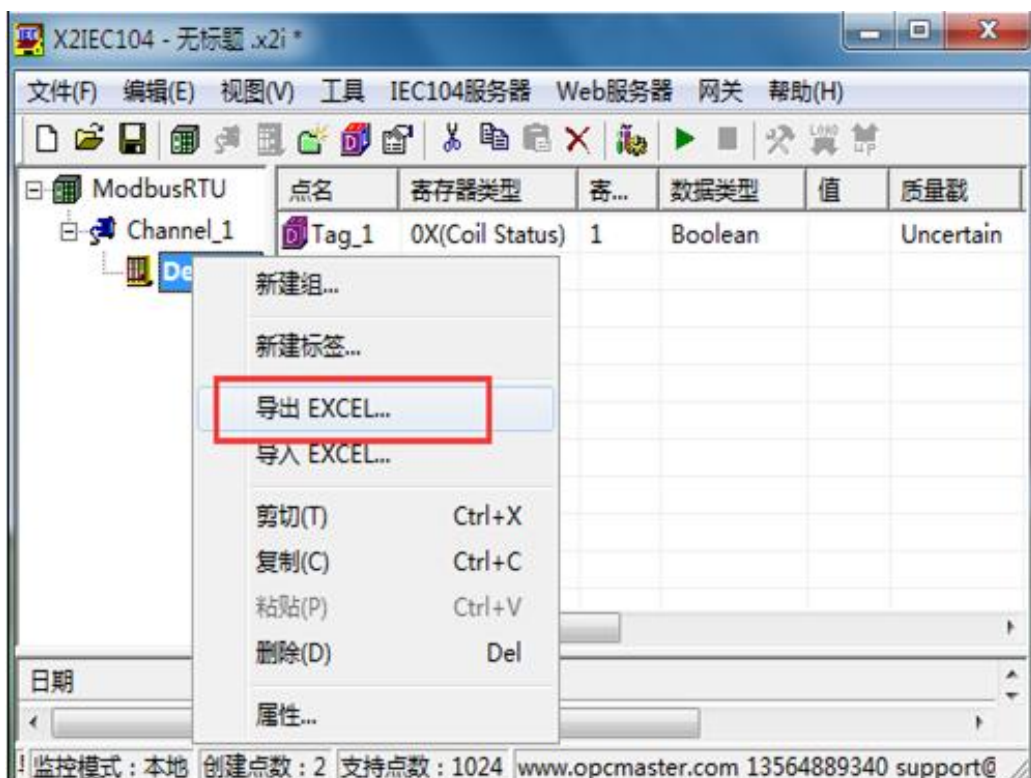 X2IEC104 - 无标题 .x2i *
文件(F) 编辑(E) 视图(V) 工具 IEC104服务器 Web服务器 网关 帮助(H)
ModbusRTU
点名 寄存器类型 寄... 数据类型 值 质量戳
Channel_1
Tag_1 0X(Coil Status) 1 Boolean Uncertain
De
新建组...
新建标签...
导出 EXCEL...
导入 EXCEL...
剪切(T) Ctrl+X
复制(C) Ctrl+C
粘贴(P) Ctrl+V
删除(D) Del
属性...
日期
监控模式：本地 创建点数：2 支持点数：1024 www.opcmaster.com 13564889340 support@